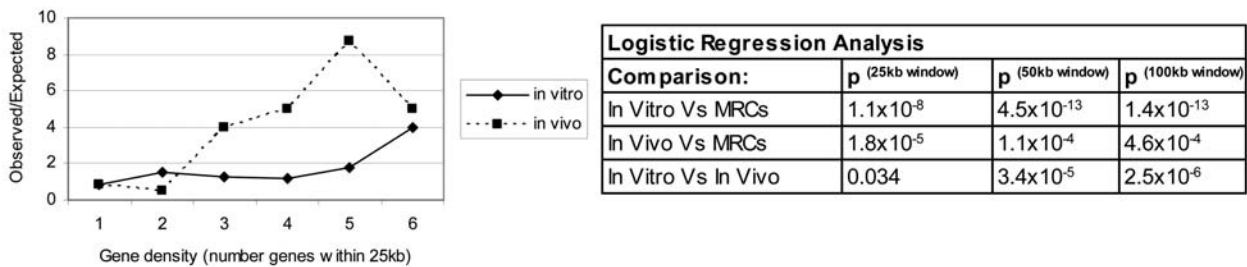 10
8
6
4
2
0
Observed/Expected
1 2 3 4 5 6
Gene density (number genes within 25kb)
in vitro
in vivo
Logistic Regression Analysis
Comparison: p (25kb window) p (50kb window) p (100kb window)
In Vitro Vs MRCs 1.1x10-8 4.5x10-13 1.4x10-13
In Vivo Vs MRCs 1.8x10-5 1.1x10-4 4.6x10-4
In Vitro Vs In Vivo 0.034 3.4x10-5 2.5x10-6